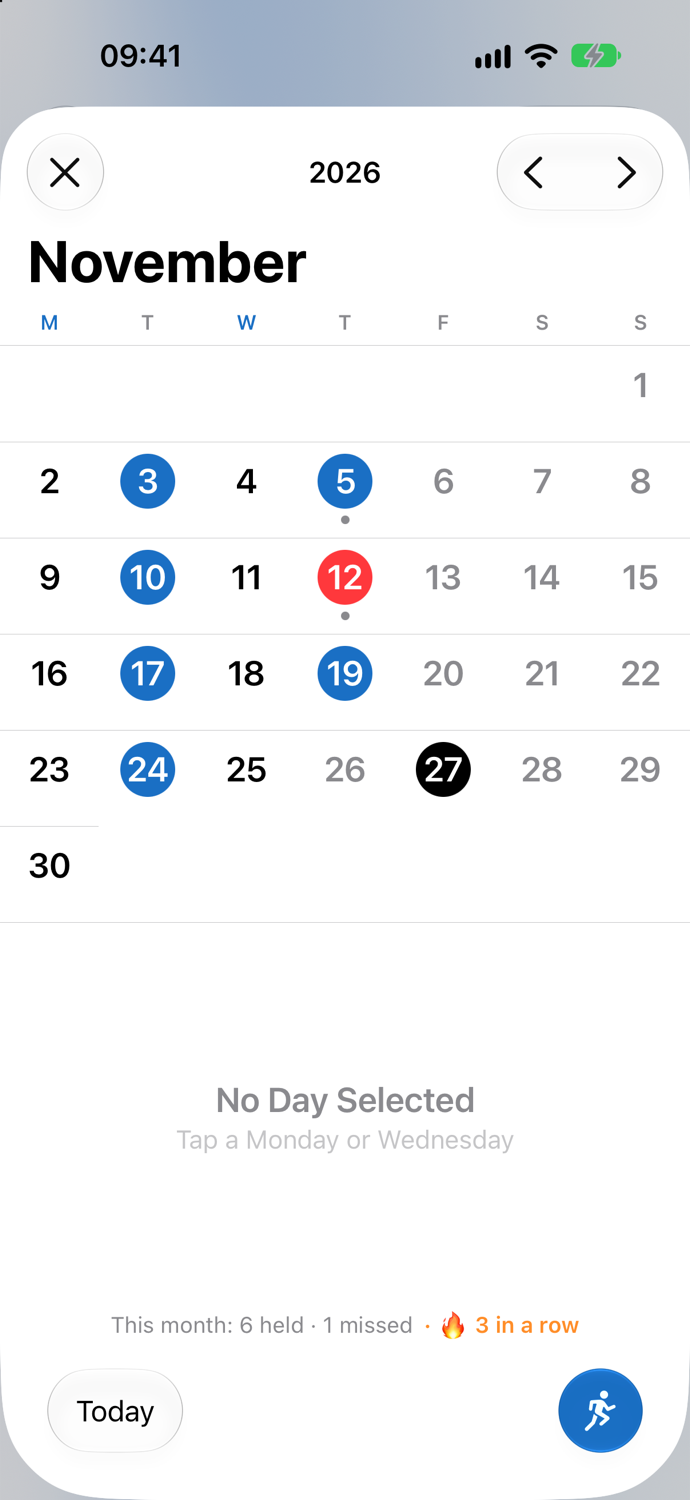 09:41
2026
November
M T W T F S S
1
2 3 4 5 6 7 8
9 10 11 12 13 14 15
16 17 18 19 20 21 22
23 24 25 26 27 28 29
30
No Day Selected
Tap a Monday or Wednesday
This month: 6 held · 1 missed · 🔥 3 in a row
Today